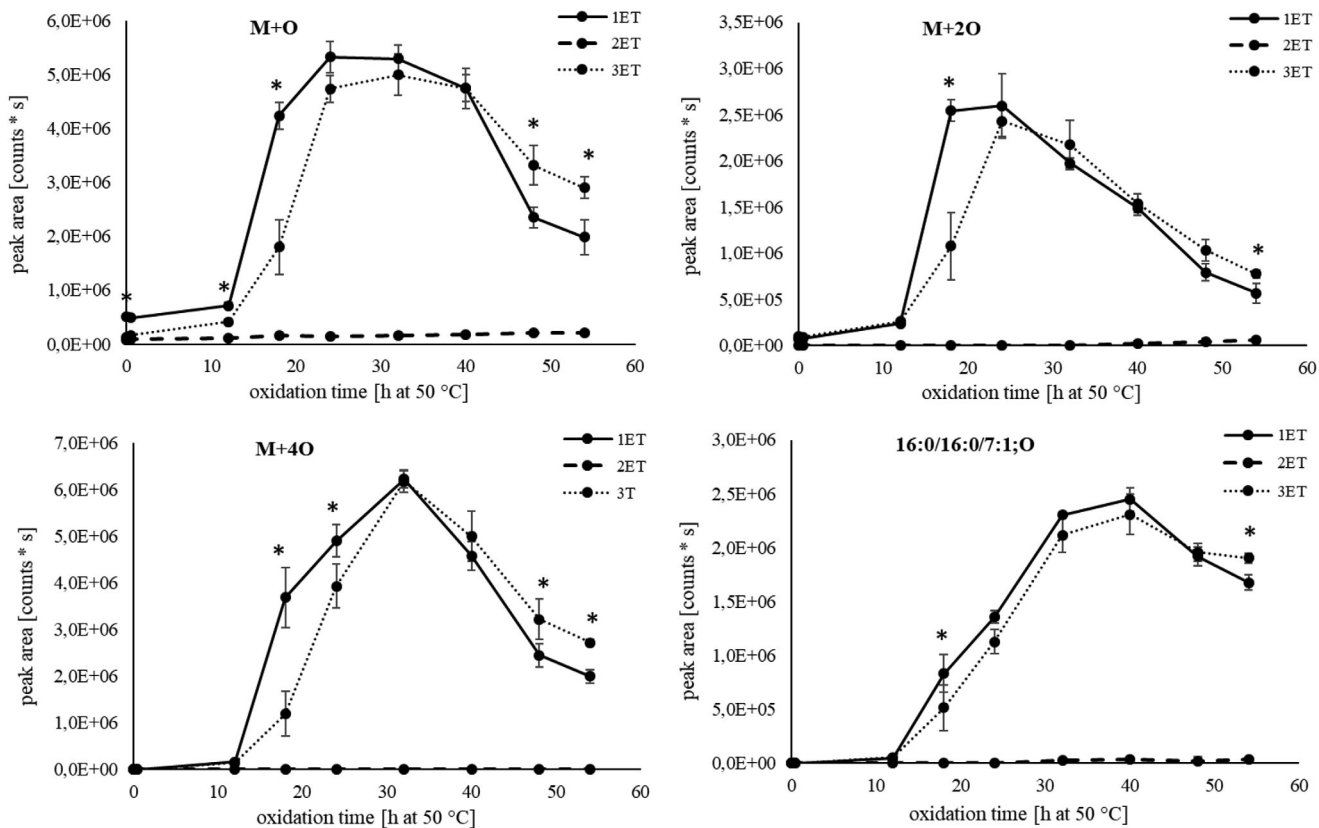 M+O
1ET
2ET
3ET
6,0E+06
5,0E+06
4,0E+06
3,0E+06
2,0E+06
1,0E+06
0,0E+00
peak area [counts * s]
* * * * *
0 10 20 30 40 50 60
oxidation time [h at 50 °C]
M+2O
1ET
2ET
3ET
3,5E+06
3,0E+06
2,5E+06
2,0E+06
1,5E+06
1,0E+06
5,0E+05
0,0E+00
peak area [counts * s]
* *
0 10 20 30 40 50 60
oxidation time [h at 50 °C]
M+4O
1ET
2ET
3T
7,0E+06
6,0E+06
5,0E+06
4,0E+06
3,0E+06
2,0E+06
1,0E+06
0,0E+00
peak area [counts * s]
* * * *
0 10 20 30 40 50 60
oxidation time [h at 50 °C]
16:0/16:0/7:1;O
1ET
2ET
3ET
3,0E+06
2,5E+06
2,0E+06
1,5E+06
1,0E+06
5,0E+05
0,0E+00
peak area [counts * s]
* *
0 10 20 30 40 50 60
oxidation time [h at 50 °C]